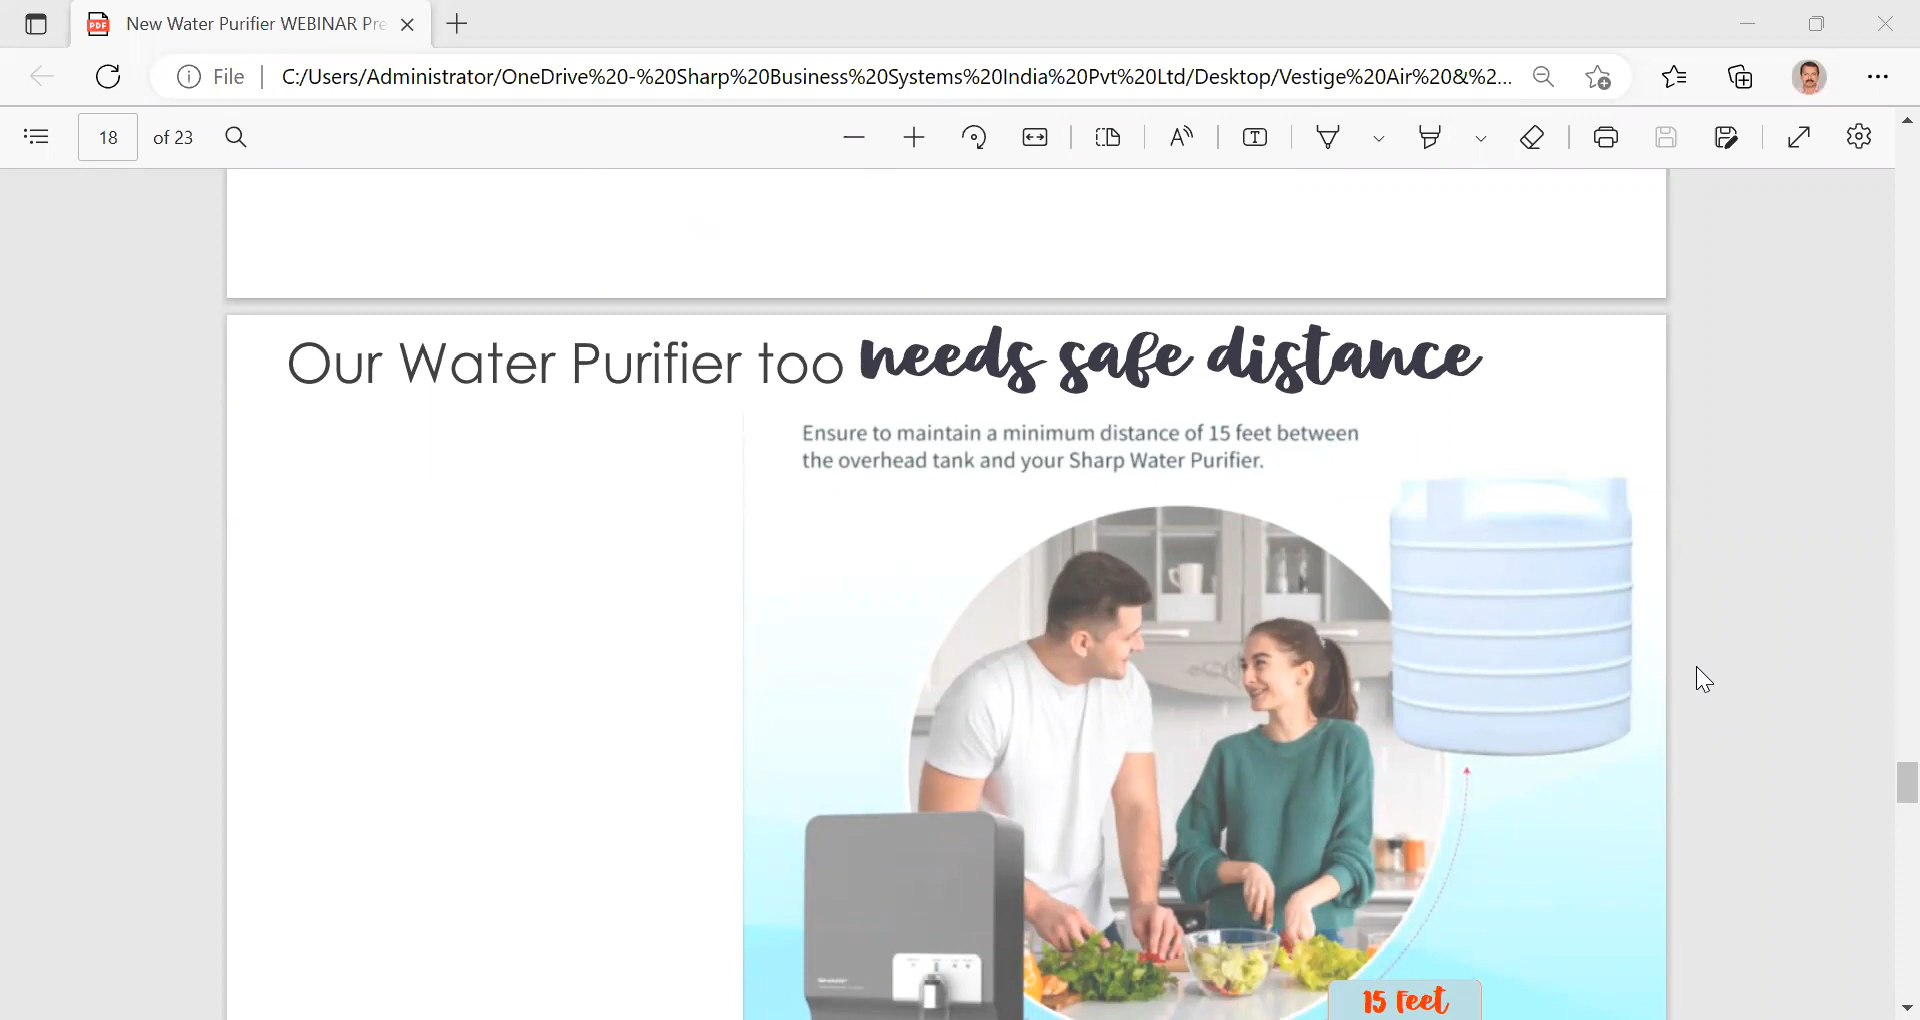 New Water Purifier WEBINAR Pre
File
C:/Users/Administrator/OneDrive%20-%20Sharp%20Business%20Systems%20India%20Pvt%20Ltd/Desktop/Vestige%20Air%20&%2...
18 of 23
Our Water Purifier too needs safe distance
Ensure to maintain a minimum distance of 15 feet between
the overhead tank and your Sharp Water Purifier.
15 Feet